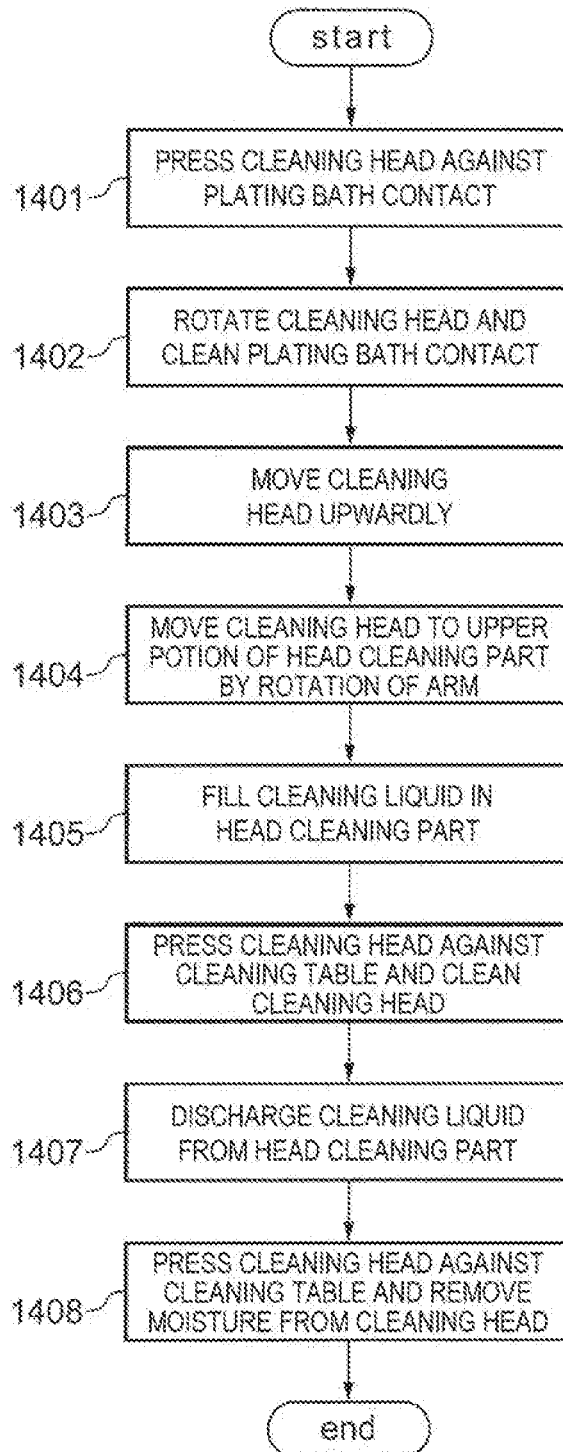 start
1401
PRESS CLEANING HEAD AGAINST
PLATING BATH CONTACT
1402
ROTATE CLEANING HEAD AND
CLEAN PLATING BATH CONTACT
1403
MOVE CLEANING
HEAD UPWARDLY
1404
MOVE CLEANING HEAD TO UPPER
POTION OF HEAD CLEANING PART
BY ROTATION OF ARM
1405
FILL CLEANING LIQUID IN
HEAD CLEANING PART
1406
PRESS CLEANING HEAD AGAINST
CLEANING TABLE AND CLEAN
CLEANING HEAD
1407
DISCHARGE CLEANING LIQUID
FROM HEAD CLEANING PART
1408
PRESS CLEANING HEAD AGAINST
CLEANING TABLE AND REMOVE
MOISTURE FROM CLEANING HEAD
end